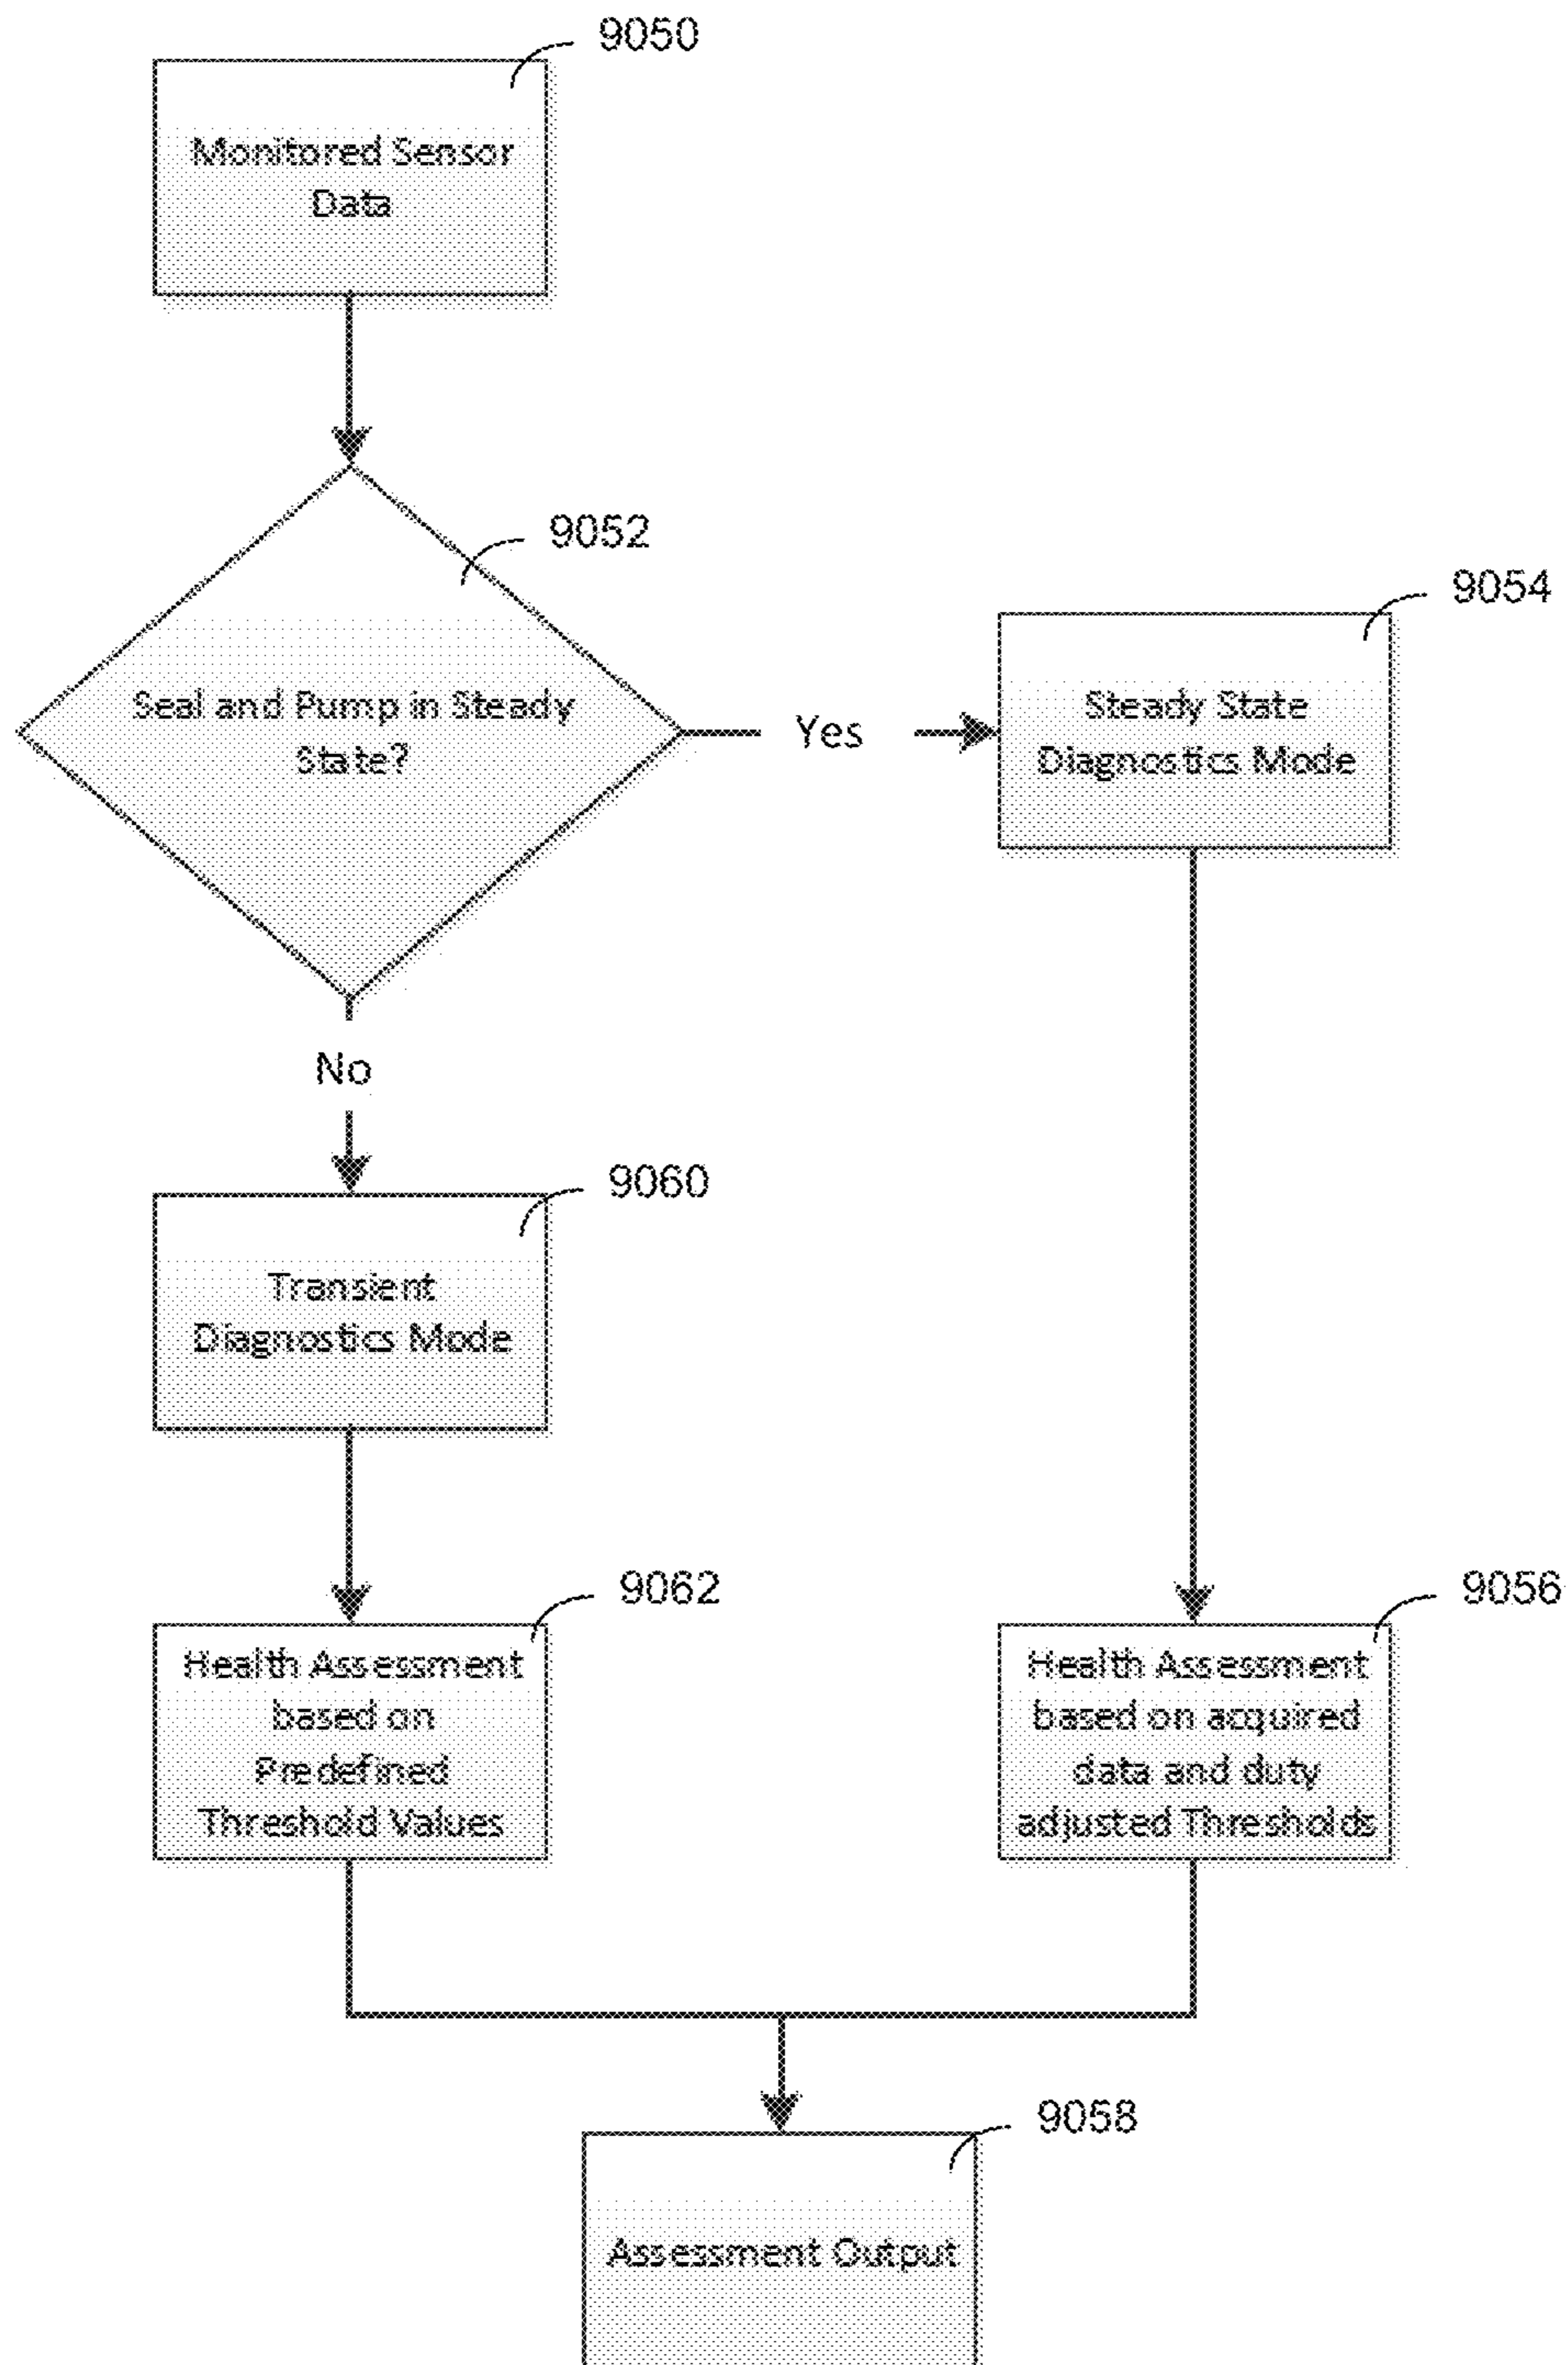 9050
Monitored Sensor
Data
9052
Seal and Pump in Steady
State?
Yes
9054
Steady State
Diagnostics Mode
No
9060
Transient
Diagnostics Mode
9062
Health Assessment
based on
Predefined
Threshold Values
9056
Health Assessment
based on acquired
data and duty
adjusted Thresholds
9058
Assessment Output